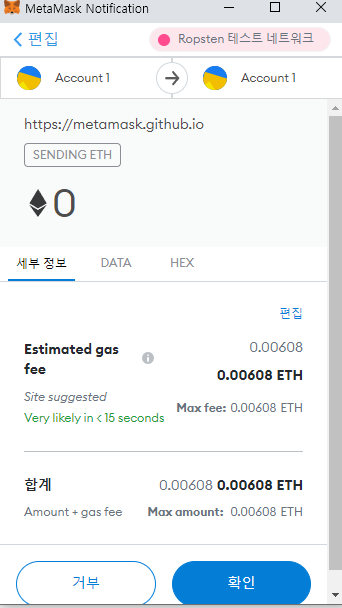 MetaMask Notification
편집
Ropsten 테스트 네트워크
Account 1
Account 1
https://metamask.github.io
SENDING ETH
0
세부 정보
DATA
HEX
편집
Estimated gas fee
0.00608
0.00608 ETH
Site suggested
Very likely in < 15 seconds
Max fee: 0.00608 ETH
합계
0.00608 0.00608 ETH
Amount + gas fee
Max amount: 0.00608 ETH
거부
확인